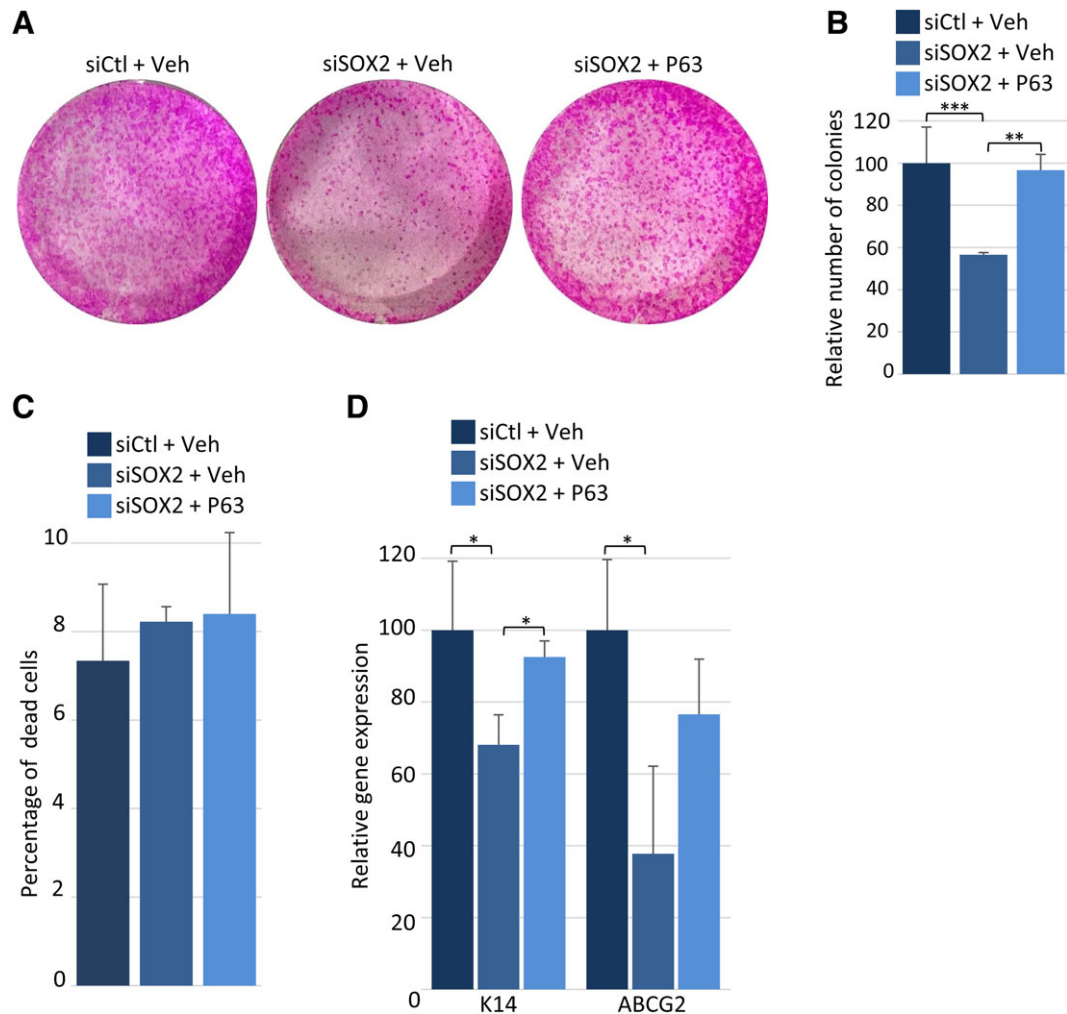 A
siCtl + Veh
siSOX2 + Veh
siSOX2 + P63
B
siCtl + Veh
siSOX2 + Veh
siSOX2 + P63
Relative number of colonies
120
100
80
60
40
20
0
***
**
C
siCtl + Veh
siSOX2 + Veh
siSOX2 + P63
Percentage of dead cells
10
8
6
4
2
0
D
siCtl + Veh
siSOX2 + Veh
siSOX2 + P63
Relative gene expression
120
100
80
60
40
20
0
*
*
*
K14
ABCG2